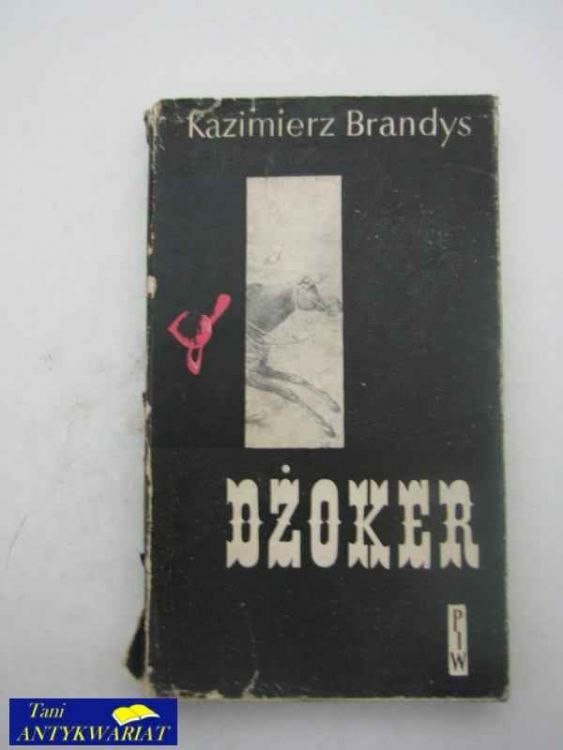 Kazimierz Brandys
DŻOKER
PIW
Tani
ANTYKWARIAT